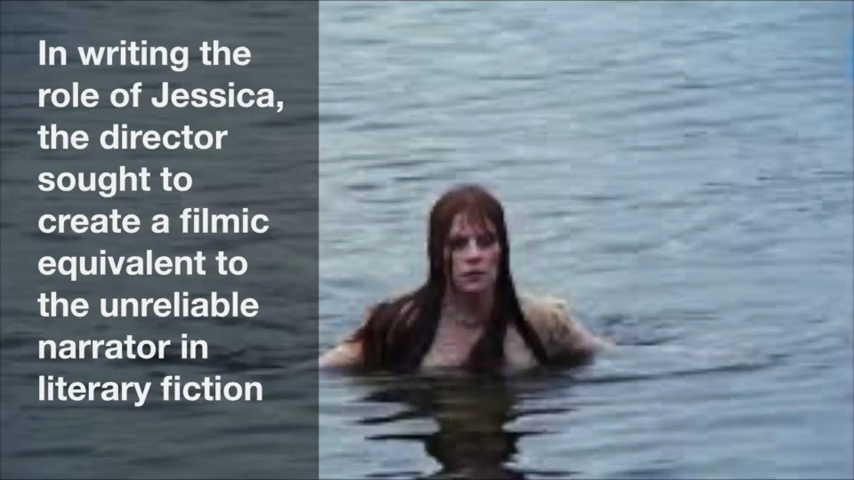 In writing the
role of Jessica,
the director
sought to
create a filmic
equivalent to
the unreliable
narrator in
literary fiction